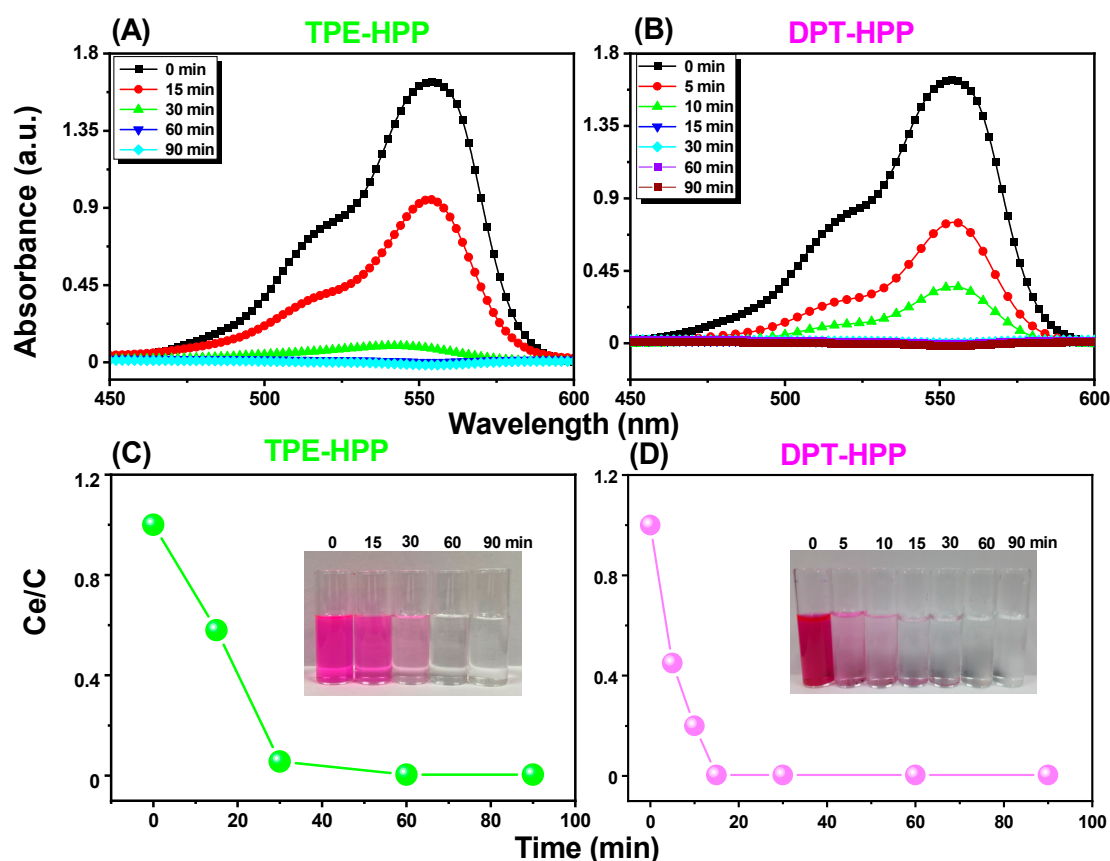 (A)
TPE-HPP
(B)
DPT-HPP
Absorbance (a.u.)
1.8
1.35
0.9
0.45
0
0 min
15 min
30 min
60 min
90 min
450
500
550
600
1.8
1.35
0.9
0.45
0
0 min
5 min
10 min
15 min
30 min
60 min
90 min
450
500
550
600
Wavelength (nm)
(C)
TPE-HPP
(D)
DPT-HPP
Ce/C
1.2
0.8
0.4
0
0 15 30 60 90 min
0
20
40
60
80
100
1.2
0.8
0.4
0
0 5 10 15 30 60 90 min
0
20
40
60
80
100
Time (min)